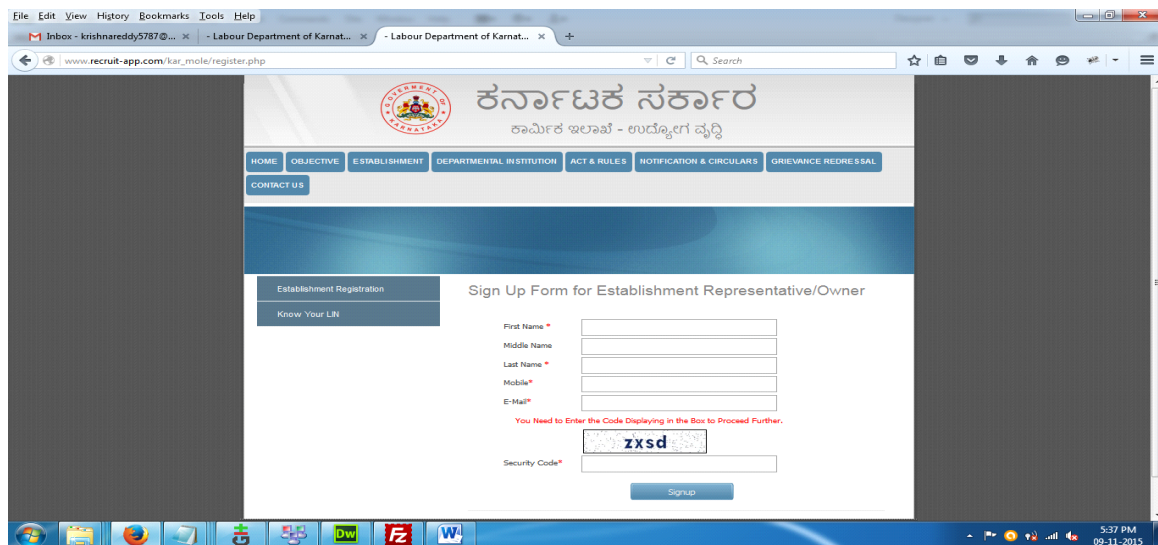 File Edit View History Bookmarks Tools Help
Inbox - krishnareddy5787@... × - Labour Department of Karnat... × - Labour Department of Karnat... × +
www.recruit-app.com/kar_mole/register.php Search
GOVERNMENT OF KARNATAKA
ಕರ್ನಾಟಕ ಸರ್ಕಾರ
ಕಾರ್ಮಿಕ ಇಲಾಖೆ - ಉದ್ಯೋಗ ವೃದ್ಧಿ
HOME OBJECTIVE ESTABLISHMENT DEPARTMENTAL INSTITUTION ACT & RULES NOTIFICATION & CIRCULARS GRIEVANCE REDRESSAL
CONTACT US
Establishment Registration
Know Your LIN
Sign Up Form for Establishment Representative/Owner
First Name *
Middle Name
Last Name *
Mobile*
E-Mail*
You Need to Enter the Code Displaying in the Box to Proceed Further.
zxsd
Security Code*
Signup
Dw Fz W
5:37 PM
09-11-2015